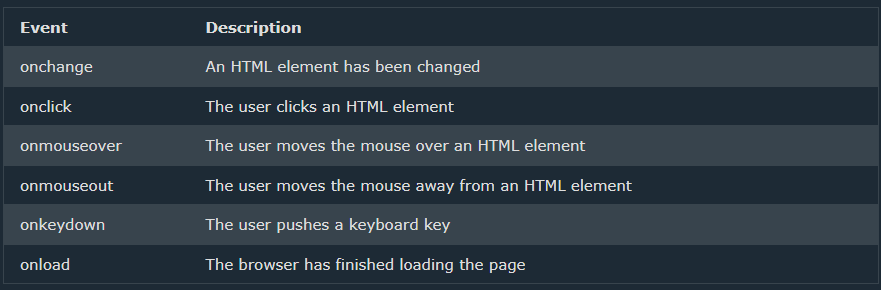 Event Description
onchange An HTML element has been changed
onclick The user clicks an HTML element
onmouseover The user moves the mouse over an HTML element
onmouseout The user moves the mouse away from an HTML element
onkeydown The user pushes a keyboard key
onload The browser has finished loading the page